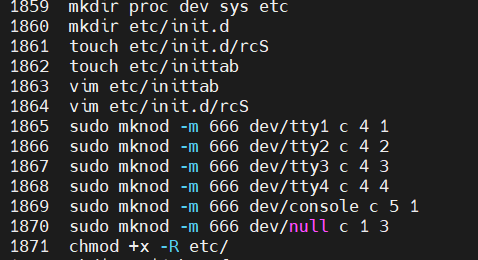 1859 mkdir proc dev sys etc
1860 mkdir etc/init.d
1861 touch etc/init.d/rcS
1862 touch etc/inittab
1863 vim etc/inittab
1864 vim etc/init.d/rcS
1865 sudo mknod -m 666 dev/tty1 c 4 1
1866 sudo mknod -m 666 dev/tty2 c 4 2
1867 sudo mknod -m 666 dev/tty3 c 4 3
1868 sudo mknod -m 666 dev/tty4 c 4 4
1869 sudo mknod -m 666 dev/console c 5 1
1870 sudo mknod -m 666 dev/null c 1 3
1871 chmod +x -R etc/